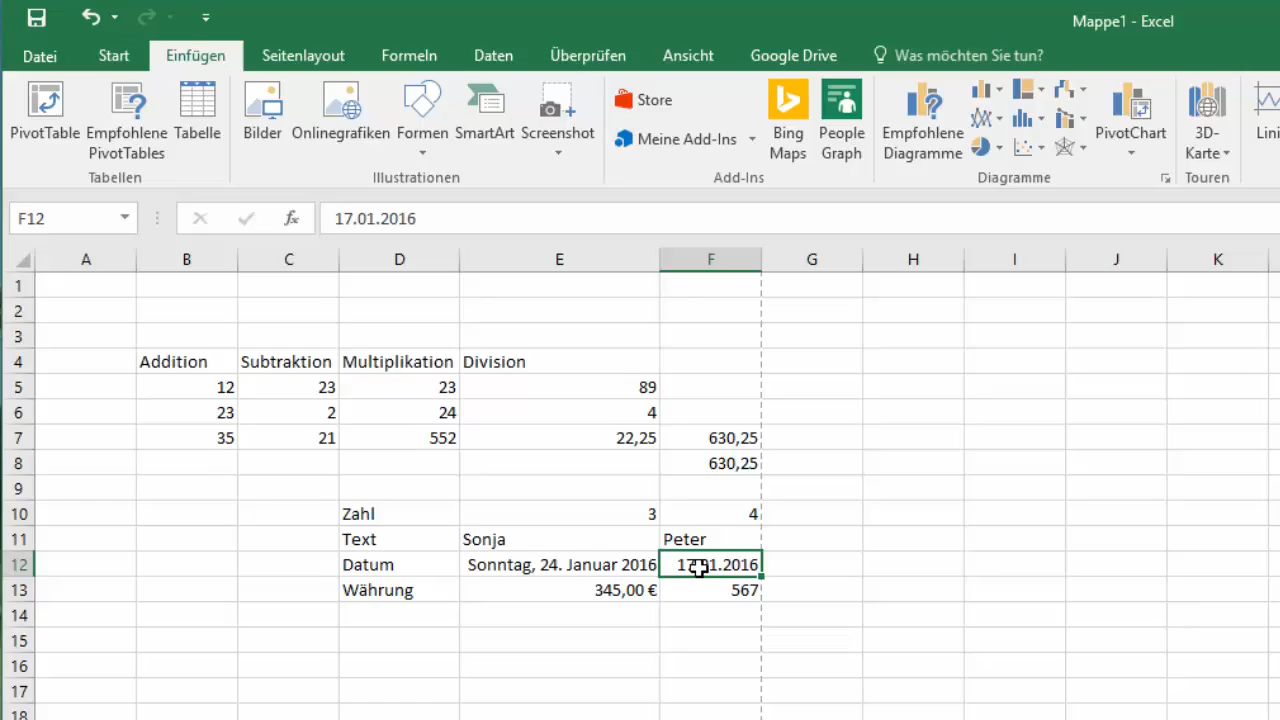 Mappe1 - Excel
Datei Start Einfügen Seitenlayout Formeln Daten Überprüfen Ansicht Google Drive Was möchten Sie tun?
PivotTable Empfohlene PivotTables Tabelle
Tabellen
Bilder Onlinegrafiken Formen SmartArt Screenshot
Illustrationen
Store
Meine Add-Ins
Bing Maps People Graph
Add-Ins
Empfohlene Diagramme PivotChart
Diagramme
3D-Karte
Touren
F12 fx 17.01.2016
A B C D E F G H I J K
1
2
3
4 Addition Subtraktion Multiplikation Division
5 12 23 23 89
6 23 2 24 4
7 35 21 552 22,25 630,25
8 630,25
9
10 Zahl 3 4
11 Text Sonja Peter
12 Datum Sonntag, 24. Januar 2016 17.01.2016
13 Währung 345,00 € 567
14
15
16
17
18